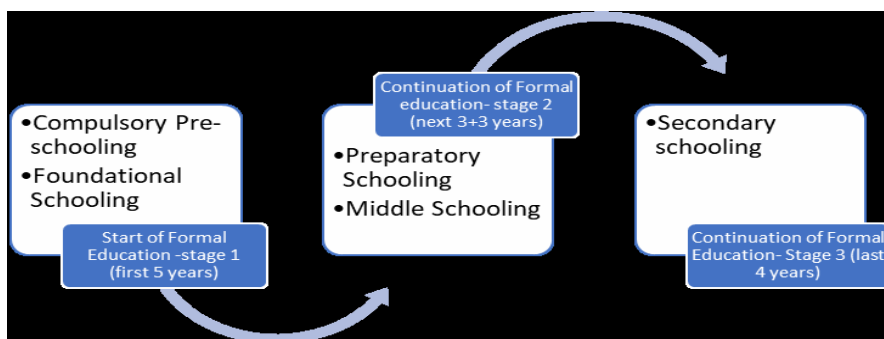 •Compulsory Pre-
schooling
•Foundational
Schooling
Start of Formal
Education -stage 1
(first 5 years)
Continuation of Formal
education- stage 2
(next 3+3 years)
•Preparatory
Schooling
•Middle Schooling
•Secondary
schooling
Continuation of Formal
Education- Stage 3 (last
4 years)